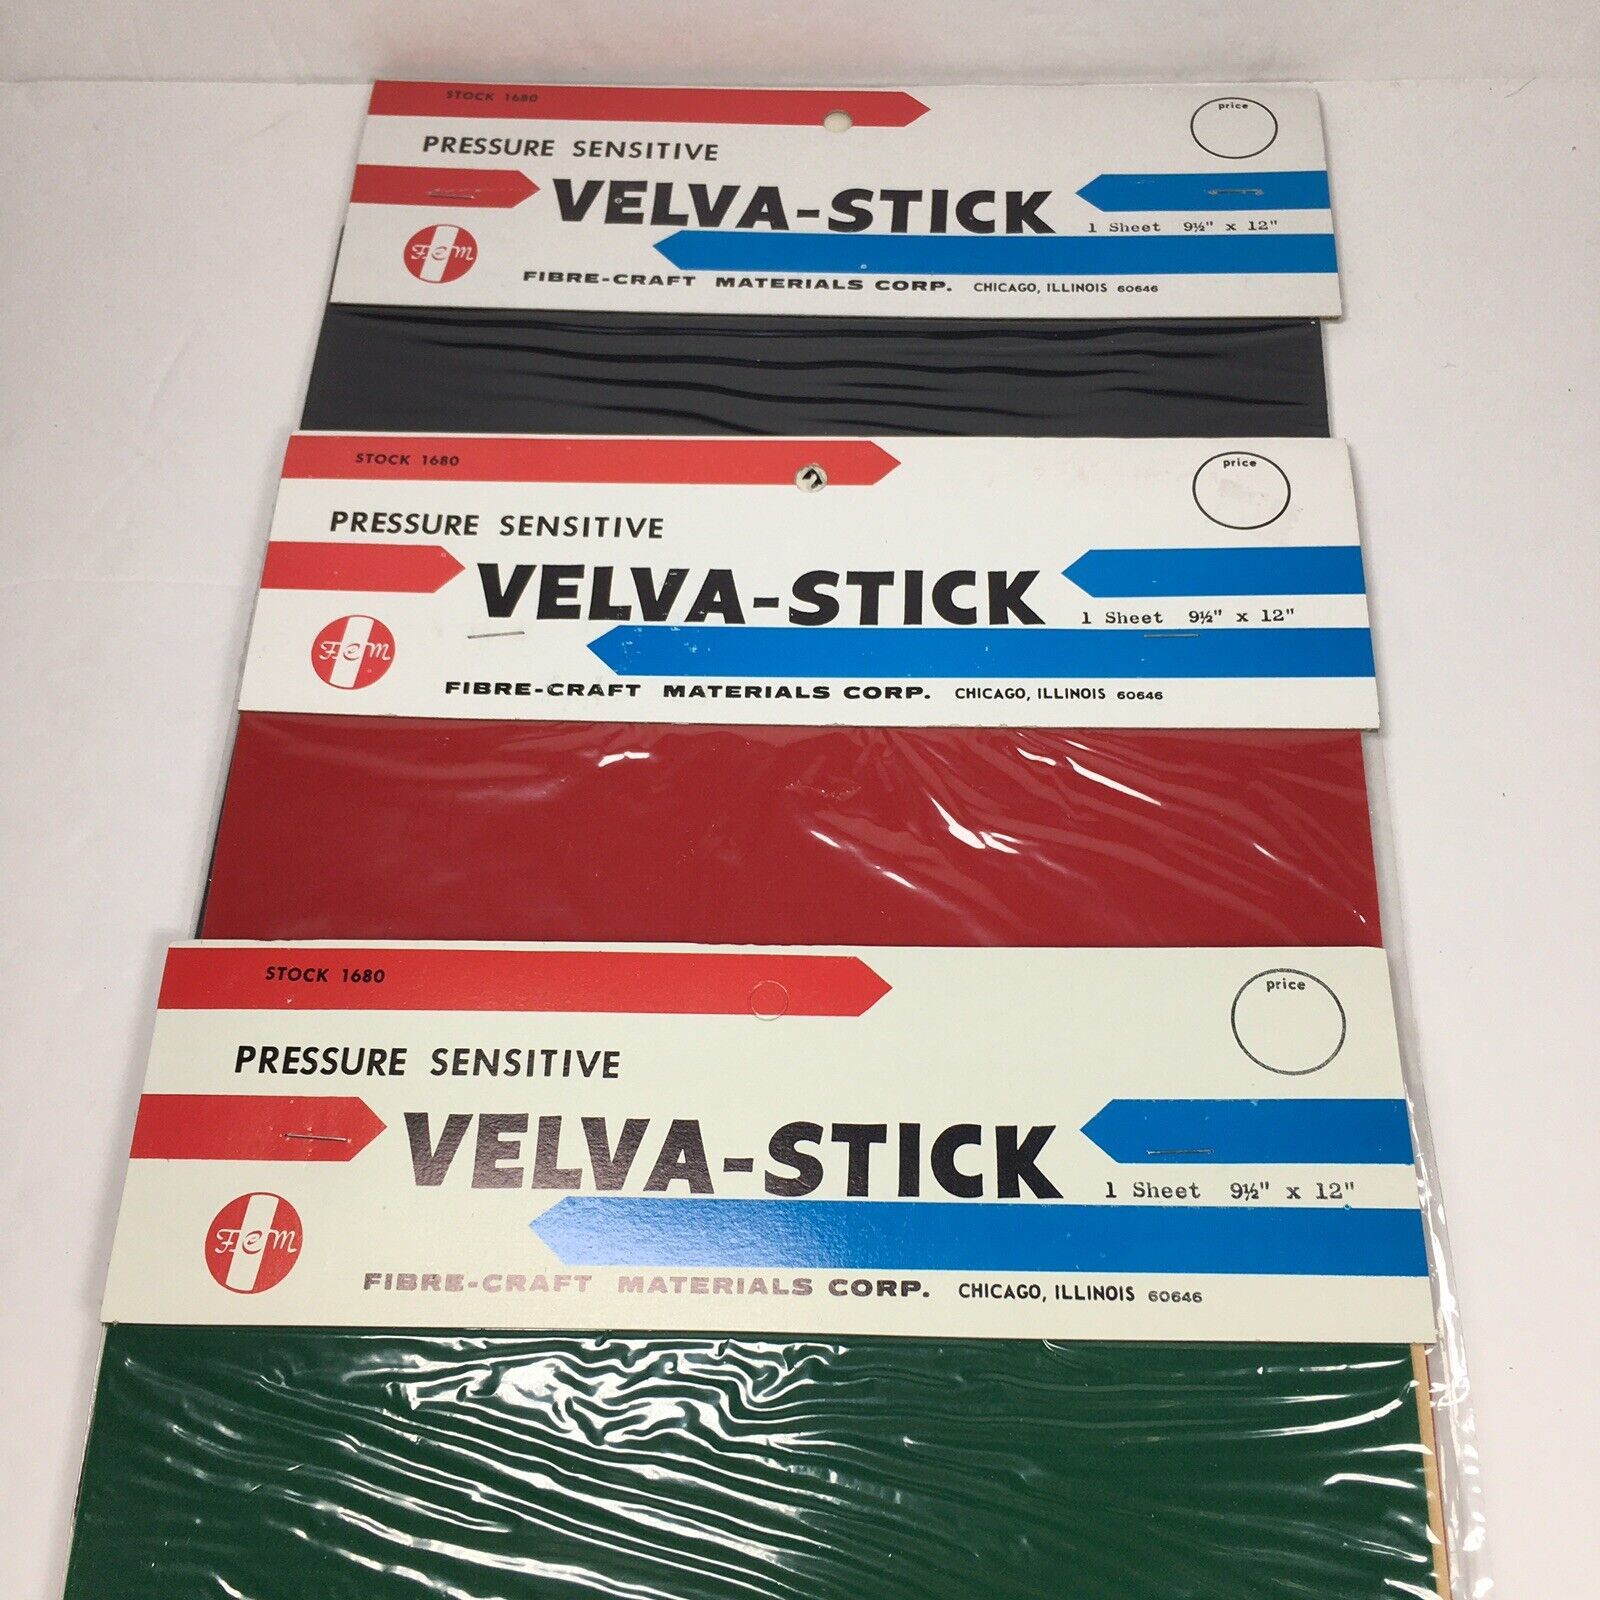 STOCK 1680
price
PRESSURE SENSITIVE
VELVA-STICK
1 Sheet 9½" x 12"
FCM
FIBRE-CRAFT MATERIALS CORP. CHICAGO, ILLINOIS 60646
STOCK 1680
price
PRESSURE SENSITIVE
VELVA-STICK
1 Sheet 9½" x 12"
FCM
FIBRE-CRAFT MATERIALS CORP. CHICAGO, ILLINOIS 60646
STOCK 1680
price
PRESSURE SENSITIVE
VELVA-STICK
1 Sheet 9½" x 12"
FCM
FIBRE-CRAFT MATERIALS CORP. CHICAGO, ILLINOIS 60646